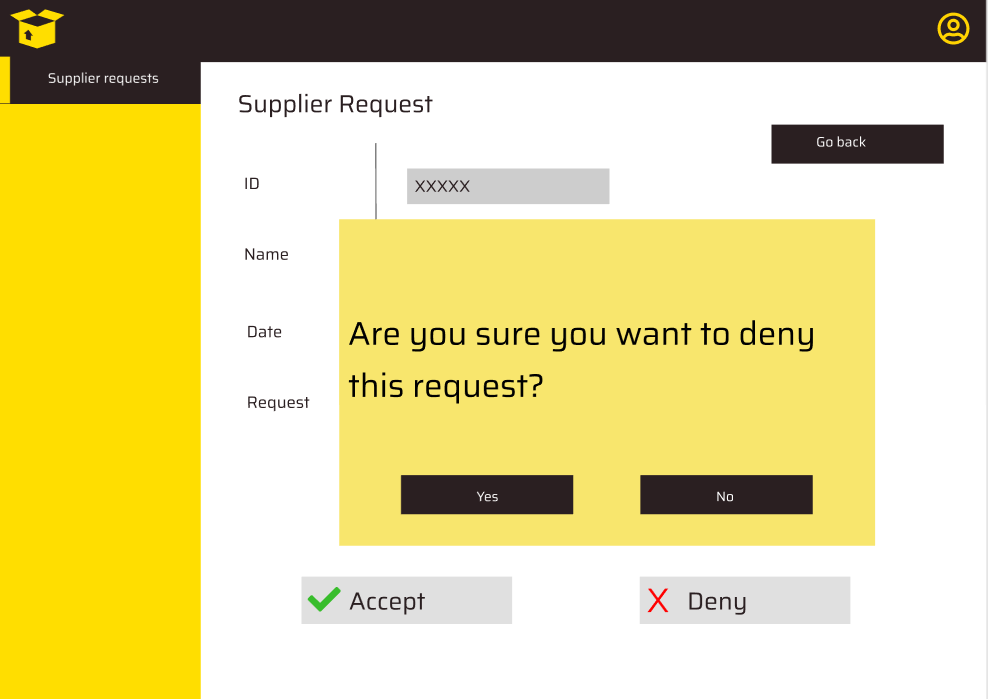 Supplier requests
Supplier Request
Go back
ID
XXXXX
Name
Date
Are you sure you want to deny
this request?
Request
Yes
No
Accept
X Deny